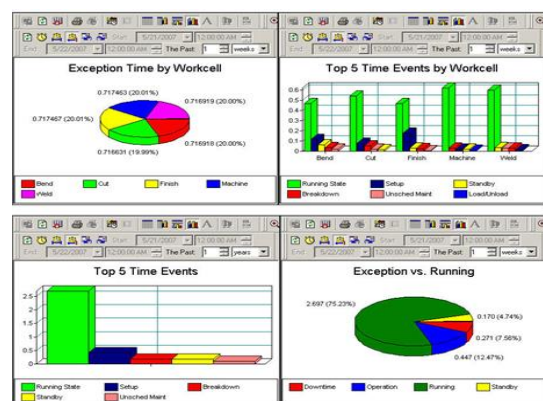 Start 5/21/2007 12:00:00 AM
End: 5/22/2007 12:00:00 AM The Past: 1 weeks
Exception Time by Workcell
0.717463 (20.01%)
0.716919 (20.00%)
0.717467 (20.01%)
0.716918 (20.00%)
0.716631 (19.99%)
Bend Cut Finish Machine
Weld
Start 5/21/2007 12:00:00 AM
End: 5/22/2007 12:00:00 AM The Past: 1 weeks
Top 5 Time Events by Workcell
0.6
0.5
0.4
0.3
0.2
0.1
0
Bend Cut Finish Machine Weld
Running State Setup Standby
Breakdown Unsched Maint Load/Unload
Start 5/21/2007 12:00:00 AM
End: 5/22/2007 12:00:00 AM The Past: 1 years
Top 5 Time Events
2.5
2
1.5
1
0.5
0
Running State Setup Breakdown
Standby Unsched Maint
Start 5/21/2007 12:00:00 AM
End: 5/22/2007 12:00:00 AM The Past: 1 weeks
Exception vs. Running
2.697 (75.23%)
0.170 (4.74%)
0.271 (7.56%)
0.447 (12.47%)
Downtime Operation Running Standby